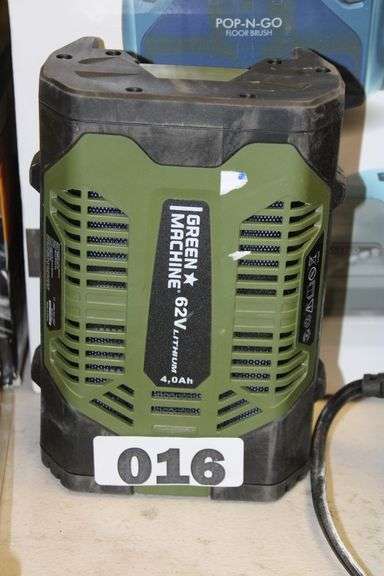 POP-N-GO
FLOOR BRUSH
GREEN
MACHINE®
62V LITHIUM
4,0Ah
016